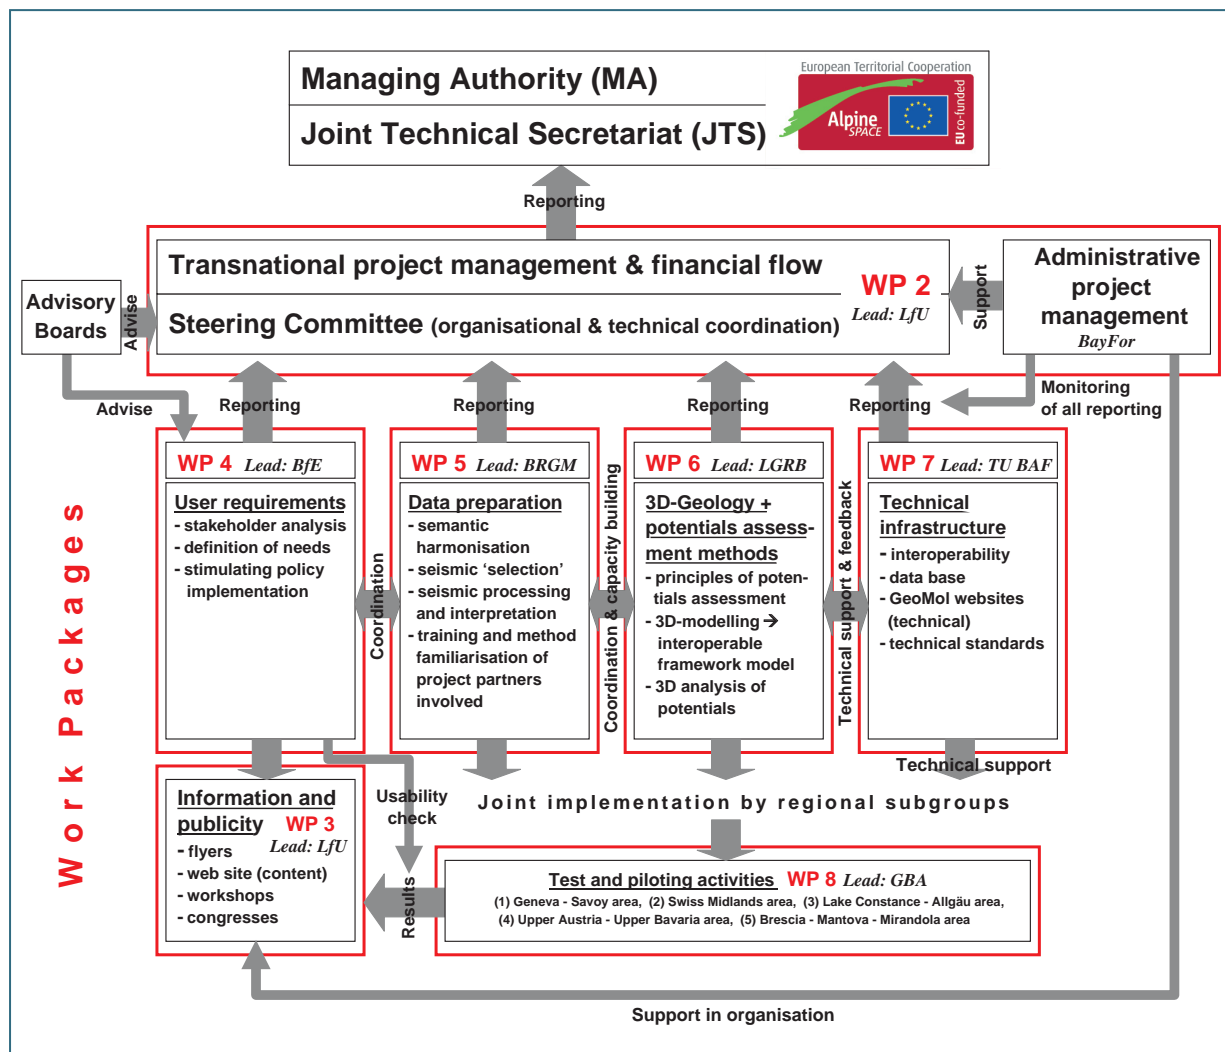 European Territorial Cooperation
Managing Authority (MA)
Joint Technical Secretariat (JTS)
Alpine
SPACE
EU co-funded
Reporting
Transnational project management & financial flow
WP 2
Lead: LfU
Steering Committee (organisational & technical coordination)
Support
Administrative
project
management
BayFor
Advisory
Boards
Advise
Advise
Reporting
Reporting
Reporting
Reporting
Monitoring
of all reporting
Work Packages
WP 4 Lead: BfE
User requirements
- stakeholder analysis
- definition of needs
- stimulating policy
implementation
Coordination
WP 5 Lead: BRGM
Data preparation
- semantic
harmonisation
- seismic ‘selection’
- seismic processing
and interpretation
- training and method
familiarisation of
project partners
involved
Coordination & capacity building
WP 6 Lead: LGRB
3D-Geology +
potentials assess-
ment methods
- principles of poten-
tials assessment
- 3D-modelling →
interoperable
framework model
- 3D analysis of
potentials
Technical support & feedback
WP 7 Lead: TU BAF
Technical
infrastructure
- interoperability
- data base
- GeoMol websites
(technical)
- technical standards
Technical support
Joint implementation by regional subgroups
Usability
check
Information and
publicity WP 3
Lead: LfU
- flyers
- web site (content)
- workshops
- congresses
Results
Test and piloting activities WP 8 Lead: GBA
(1) Geneva - Savoy area, (2) Swiss Midlands area, (3) Lake Constance - Allgäu area,
(4) Upper Austria - Upper Bavaria area, (5) Brescia - Mantova - Mirandola area
Support in organisation